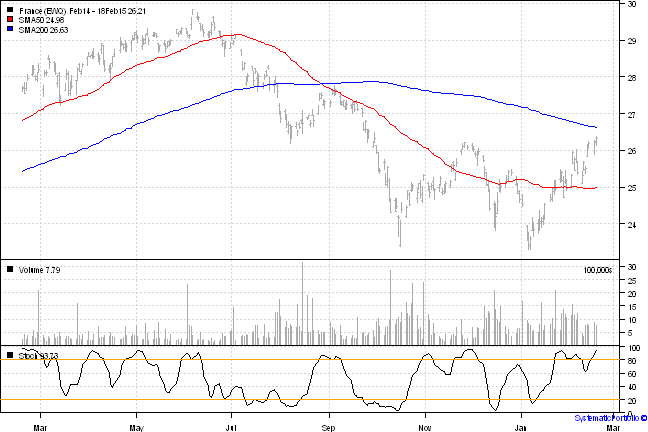 France (EWQ) Feb14 - 18Feb15 26.21
SMA50 24.98
SMA200 26.63
30
29
28
27
26
25
24
Volume 7.79
100,000s
30
25
20
15
10
5
Stoch 93.73
100
80
60
40
20
0
Mar
May
Jul
Sep
Nov
Jan
Mar
SystematicPortfolio ©